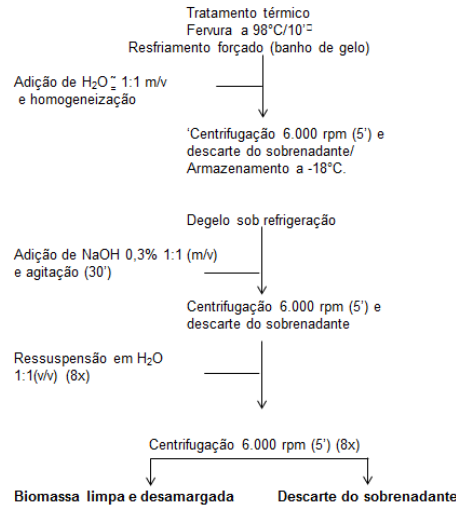 Tratamento térmico
Fervura a 98°C/10'=
Resfriamento forçado (banho de gelo)
Adição de H2O 1:1 m/v
e homogeneização
‘Centrifugação 6.000 rpm (5’) e
descarte do sobrenadante/
Armazenamento a -18°C.
Degelo sob refrigeração
Adição de NaOH 0,3% 1:1 (m/v)
e agitação (30’)
Centrifugação 6.000 rpm (5’) e
descarte do sobrenadante
Ressuspensão em H2O
1:1(v/v) (8x)
Centrifugação 6.000 rpm (5’) (8x)
Biomassa limpa e desamargada Descarte do sobrenadante